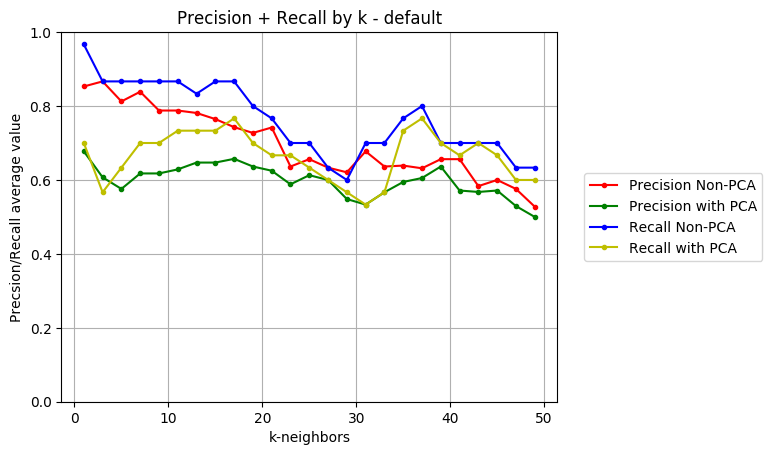 Precision + Recall by k - default
Precsion/Recall average value
1.0
0.8
0.6
0.4
0.2
0.0
0
10
20
30
40
50
k-neighbors
Precision Non-PCA
Precision with PCA
Recall Non-PCA
Recall with PCA